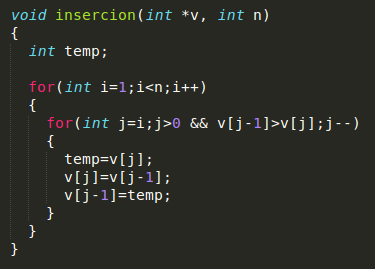 void insercion(int *v, int n)
{
int temp;
for(int i=1;i<n;i++)
{
for(int j=i;j>0 && v[j-1]>v[j];j--)
{
temp=v[j];
v[j]=v[j-1];
v[j-1]=temp;
}
}
}